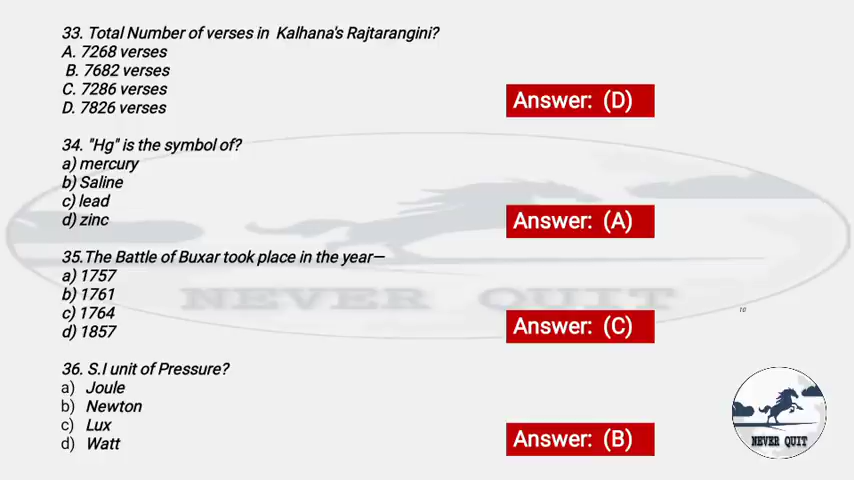 33. Total Number of verses in Kalhana's Rajtarangini?
A. 7268 verses
B. 7682 verses
C. 7286 verses
D. 7826 verses
Answer: (D)
34. "Hg" is the symbol of?
a) mercury
b) Saline
c) lead
d) zinc
Answer: (A)
35.The Battle of Buxar took place in the year—
a) 1757
b) 1761
c) 1764
d) 1857
Answer: (C)
36. S.I unit of Pressure?
a) Joule
b) Newton
c) Lux
d) Watt
Answer: (B)
NEVER QUIT
10
NEVER QUIT